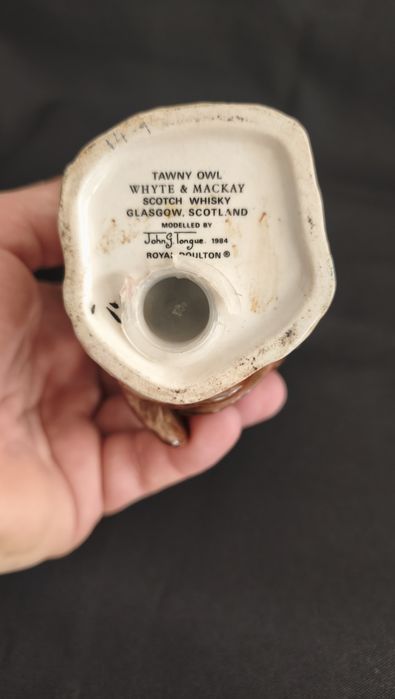 TAWNY OWL
WHYTE & MACKAY
SCOTCH WHISKY
GLASGOW, SCOTLAND
MODELLED BY
John G. Tongue. 1984
ROYAL DOULTON®